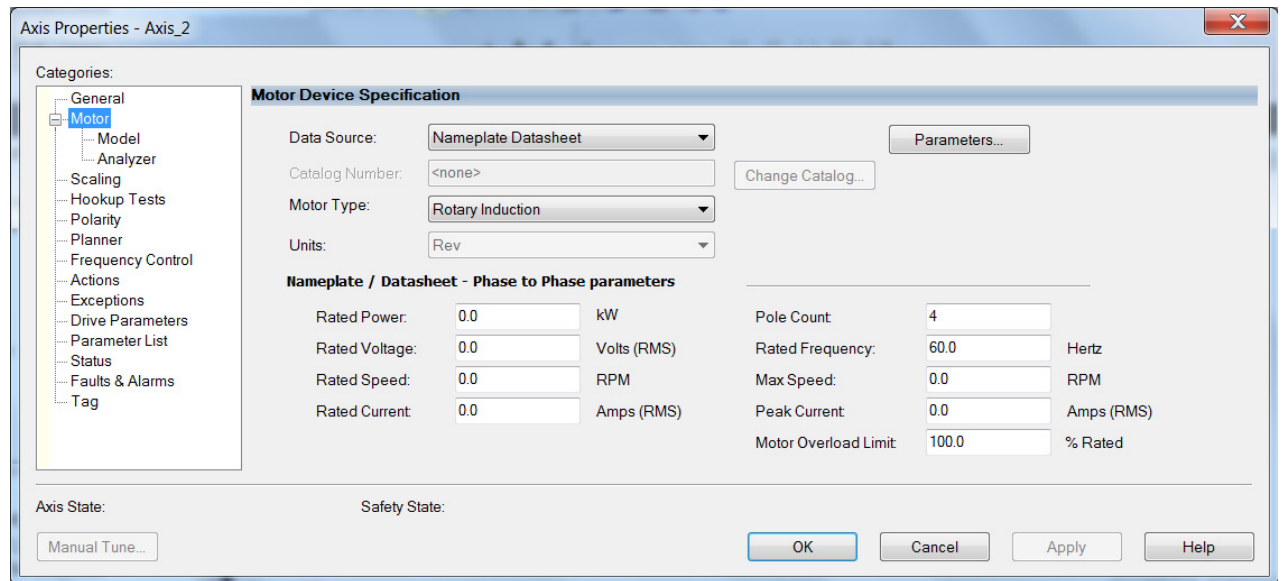 Axis Properties - Axis_2
X
Categories:
General
Motor
Model
Analyzer
Scaling
Hookup Tests
Polarity
Planner
Frequency Control
Actions
Exceptions
Drive Parameters
Parameter List
Status
Faults & Alarms
Tag
Motor Device Specification
Data Source: Nameplate Datasheet Parameters...
Catalog Number: <none> Change Catalog...
Motor Type: Rotary Induction
Units: Rev
Nameplate / Datasheet - Phase to Phase parameters
Rated Power: 0.0 kW Pole Count: 4
Rated Voltage: 0.0 Volts (RMS) Rated Frequency: 60.0 Hertz
Rated Speed: 0.0 RPM Max Speed: 0.0 RPM
Rated Current: 0.0 Amps (RMS) Peak Current: 0.0 Amps (RMS)
Motor Overload Limit: 100.0 % Rated
Axis State: Safety State:
Manual Tune... OK Cancel Apply Help